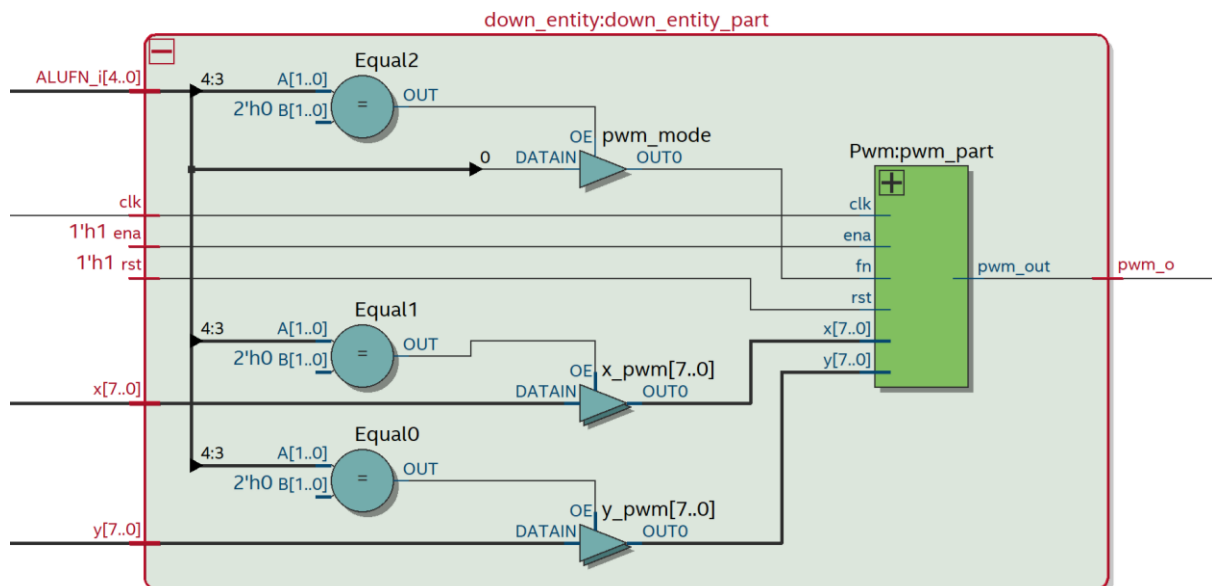 down_entity:down_entity_part
Equal2
ALUFN_i[4..0]
4:3
A[1..0]
OUT
=
2'h0 B[1..0]
OE
pwm_mode
0
DATAIN
OUT0
Pwm:pwm_part
clk
clk
1'h1 ena
ena
1'h1 rst
fn
pwm_out
pwm_o
rst
Equal1
4:3
A[1..0]
x[7..0]
OUT
=
2'h0 B[1..0]
y[7..0]
OE
x_pwm[7..0]
x[7..0]
DATAIN
OUT0
Equal0
4:3
A[1..0]
OUT
=
2'h0 B[1..0]
OE
y_pwm[7..0]
y[7..0]
DATAIN
OUT0